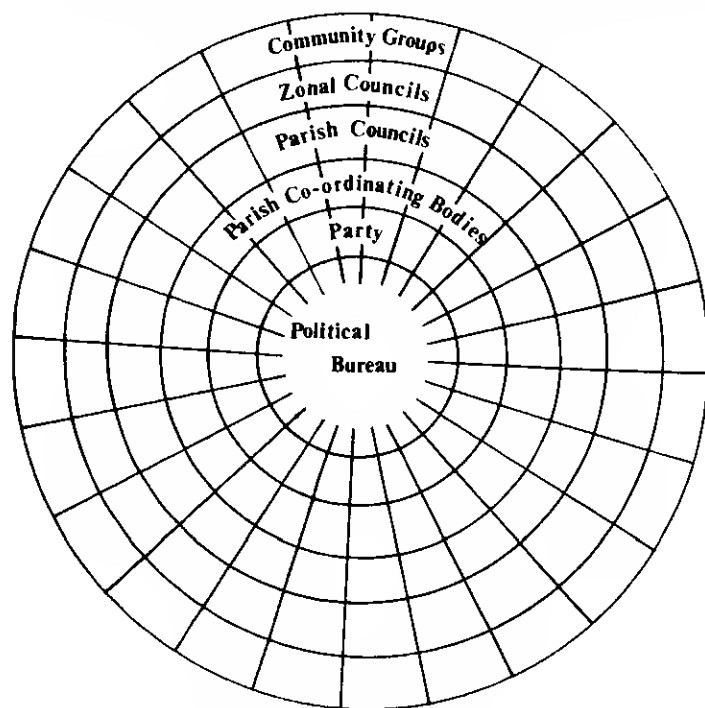 Community Groups
Zonal Councils
Parish Councils
Parish Co-ordinating Bodies
Party
Political
Bureau